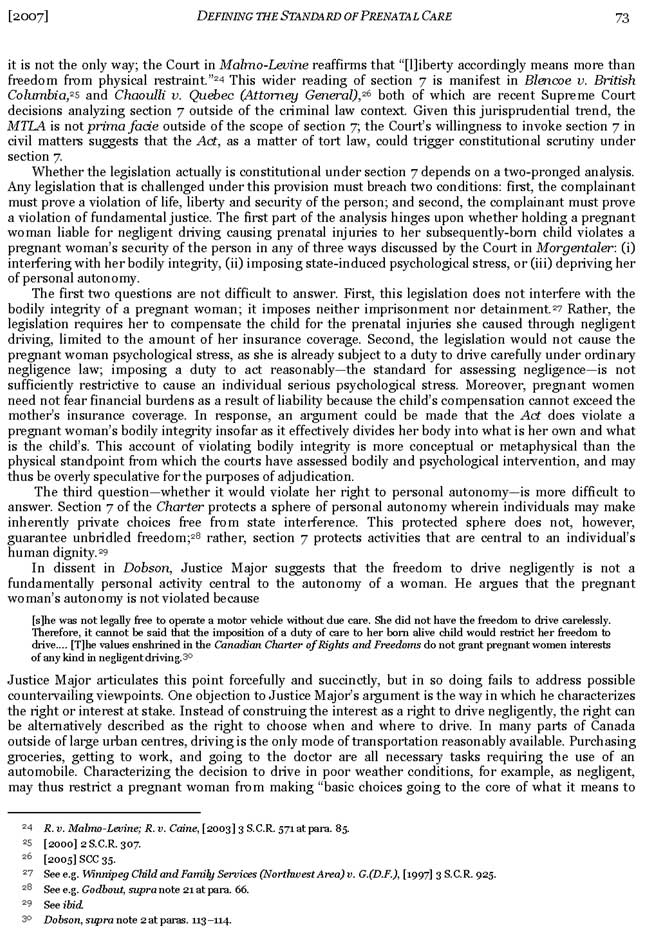 [2007] DEFINING THE STANDARD OF PRENATAL CARE 73
it is not the only way; the Court in Malmo-Levine reaffirms that “[l]iberty accordingly means more than
freedom from physical restraint.”24 This wider reading of section 7 is manifest in Blencoe v. British
Columbia,25 and Chaoulli v. Quebec (Attorney General),26 both of which are recent Supreme Court
decisions analyzing section 7 outside of the criminal law context. Given this jurisprudential trend, the
MTLA is not prima facie outside of the scope of section 7; the Court’s willingness to invoke section 7 in
civil matters suggests that the Act, as a matter of tort law, could trigger constitutional scrutiny under
section 7.
Whether the legislation actually is constitutional under section 7 depends on a two-pronged analysis.
Any legislation that is challenged under this provision must breach two conditions: first, the complainant
must prove a violation of life, liberty and security of the person; and second, the complainant must prove
a violation of fundamental justice. The first part of the analysis hinges upon whether holding a pregnant
woman liable for negligent driving causing prenatal injuries to her subsequently-born child violates a
pregnant woman’s security of the person in any of three ways discussed by the Court in Morgentaler: (i)
interfering with her bodily integrity, (ii) imposing state-induced psychological stress, or (iii) depriving her
of personal autonomy.
The first two questions are not difficult to answer. First, this legislation does not interfere with the
bodily integrity of a pregnant woman; it imposes neither imprisonment nor detainment.27 Rather, the
legislation requires her to compensate the child for the prenatal injuries she caused through negligent
driving, limited to the amount of her insurance coverage. Second, the legislation would not cause the
pregnant woman psychological stress, as she is already subject to a duty to drive carefully under ordinary
negligence law; imposing a duty to act reasonably—the standard for assessing negligence—is not
sufficiently restrictive to cause an individual serious psychological stress. Moreover, pregnant women
need not fear financial burdens as a result of liability because the child’s compensation cannot exceed the
mother’s insurance coverage. In response, an argument could be made that the Act does violate a
pregnant woman’s bodily integrity insofar as it effectively divides her body into what is her own and what
is the child’s. This account of violating bodily integrity is more conceptual or metaphysical than the
physical standpoint from which the courts have assessed bodily and psychological intervention, and may
thus be overly speculative for the purposes of adjudication.
The third question—whether it would violate her right to personal autonomy—is more difficult to
answer. Section 7 of the Charter protects a sphere of personal autonomy wherein individuals may make
inherently private choices free from state interference. This protected sphere does not, however,
guarantee unbridled freedom;28 rather, section 7 protects activities that are central to an individual’s
human dignity.29
In dissent in Dobson, Justice Major suggests that the freedom to drive negligently is not a
fundamentally personal activity central to the autonomy of a woman. He argues that the pregnant
woman’s autonomy is not violated because
[s]he was not legally free to operate a motor vehicle without due care. She did not have the freedom to drive carelessly.
Therefore, it cannot be said that the imposition of a duty of care to her born alive child would restrict her freedom to
drive.... [T]he values enshrined in the Canadian Charter of Rights and Freedoms do not grant pregnant women interests
of any kind in negligent driving.30
Justice Major articulates this point forcefully and succinctly, but in so doing fails to address possible
countervailing viewpoints. One objection to Justice Major’s argument is the way in which he characterizes
the right or interest at stake. Instead of construing the interest as a right to drive negligently, the right can
be alternatively described as the right to choose when and where to drive. In many parts of Canada
outside of large urban centres, driving is the only mode of transportation reasonably available. Purchasing
groceries, getting to work, and going to the doctor are all necessary tasks requiring the use of an
automobile. Characterizing the decision to drive in poor weather conditions, for example, as negligent,
may thus restrict a pregnant woman from making “basic choices going to the core of what it means to
24 R. v. Malmo-Levine; R. v. Caine, [2003] 3 S.C.R. 571 at para. 85.
25 [2000] 2 S.C.R. 307.
26 [2005] SCC 35.
27 See e.g. Winnipeg Child and Family Services (Northwest Area) v. G.(D.F.), [1997] 3 S.C.R. 925.
28 See e.g. Godbout, supra note 21 at para. 66.
29 See ibid.
30 Dobson, supra note 2 at paras. 113–114.